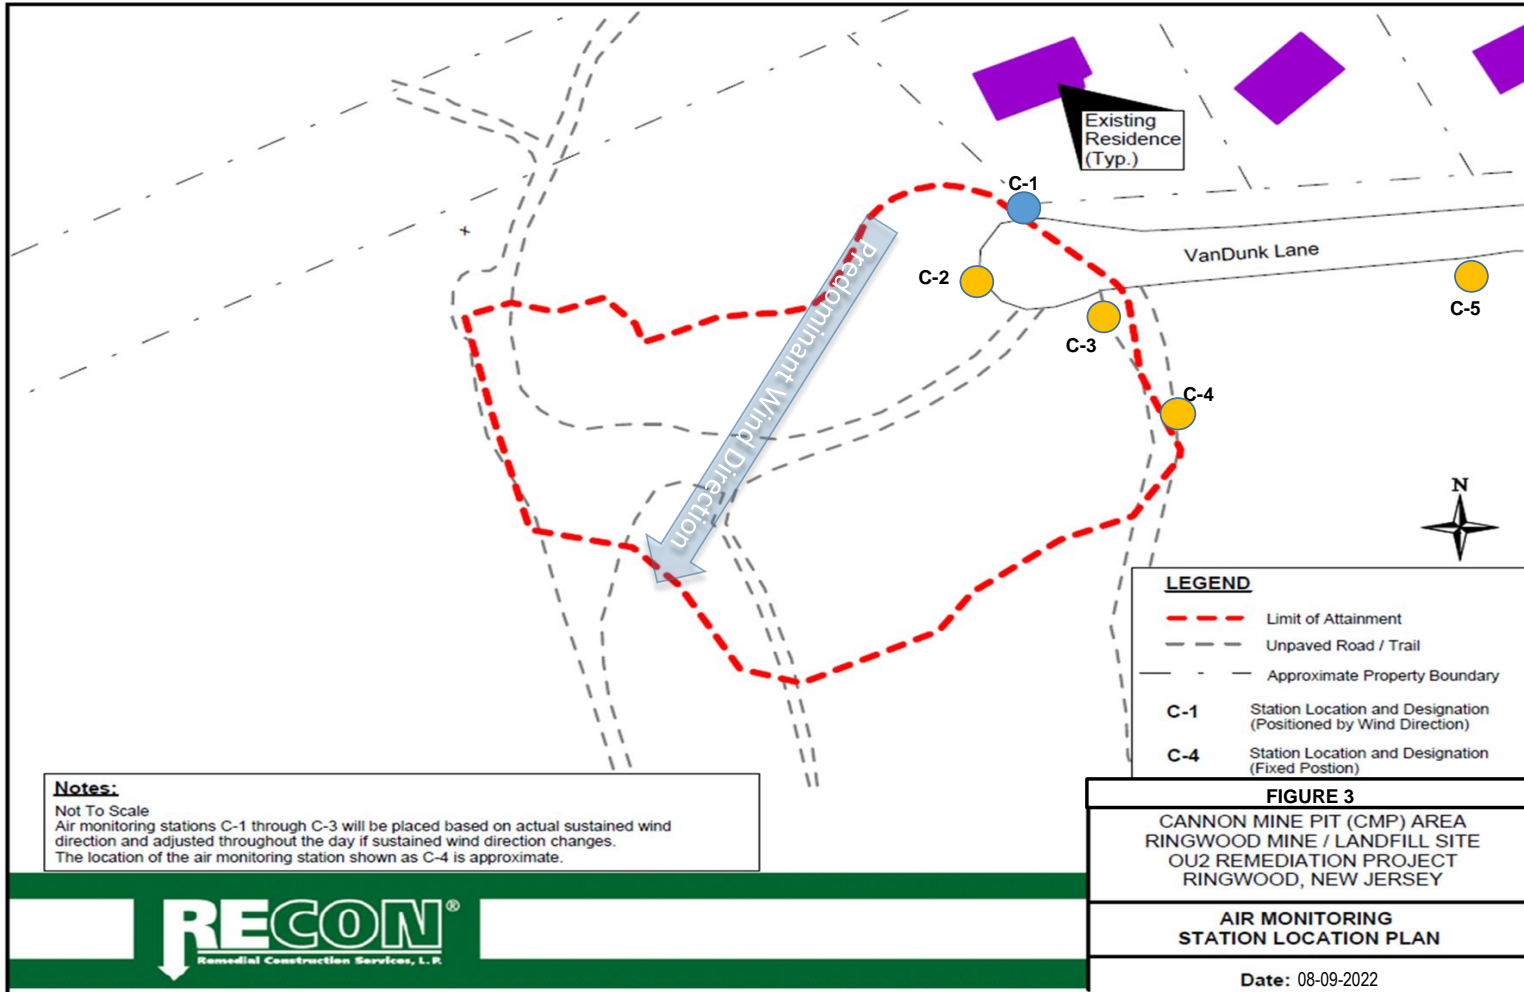 Existing
Residence
(Typ.)
C-1
VanDunk Lane
C-2
C-5
C-3
C-4
Predominant Wind Direction
x
N
LEGEND
Limit of Attainment
Unpaved Road / Trail
Approximate Property Boundary
C-1 Station Location and Designation
(Positioned by Wind Direction)
C-4 Station Location and Designation
(Fixed Postion)
Notes:
Not To Scale
Air monitoring stations C-1 through C-3 will be placed based on actual sustained wind
direction and adjusted throughout the day if sustained wind direction changes.
The location of the air monitoring station shown as C-4 is approximate.
FIGURE 3
CANNON MINE PIT (CMP) AREA
RINGWOOD MINE / LANDFILL SITE
OU2 REMEDIATION PROJECT
RINGWOOD, NEW JERSEY
AIR MONITORING
STATION LOCATION PLAN
Date: 08-09-2022
RECON®
Remedial Construction Services, L.P.